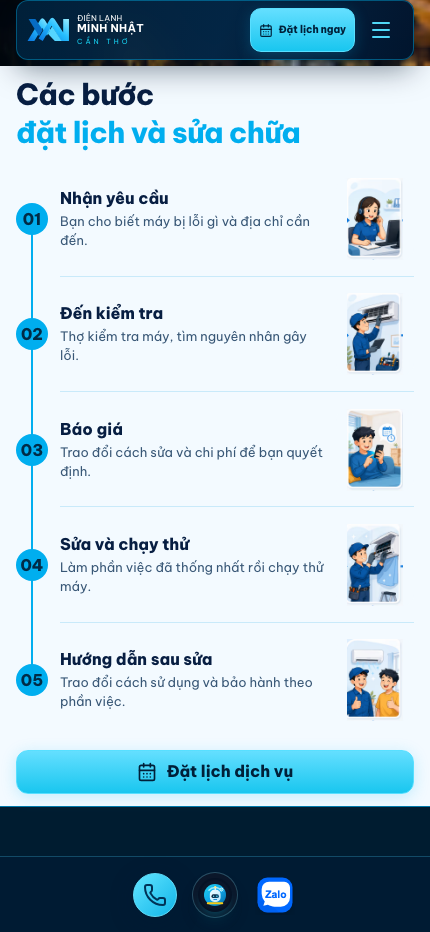 ĐIỆN LẠNH
MINH NHẬT
CẦN THƠ
Đặt lịch ngay
Các bước
đặt lịch và sửa chữa
01
Nhận yêu cầu
Bạn cho biết máy bị lỗi gì và địa chỉ cần
đến.
02
Đến kiểm tra
Thợ kiểm tra máy, tìm nguyên nhân gây
lỗi.
03
Báo giá
Trao đổi cách sửa và chi phí để bạn quyết
định.
04
Sửa và chạy thử
Làm phần việc đã thống nhất rồi chạy thử
máy.
05
Hướng dẫn sau sửa
Trao đổi cách sử dụng và bảo hành theo
phần việc.
Đặt lịch dịch vụ
Zalo